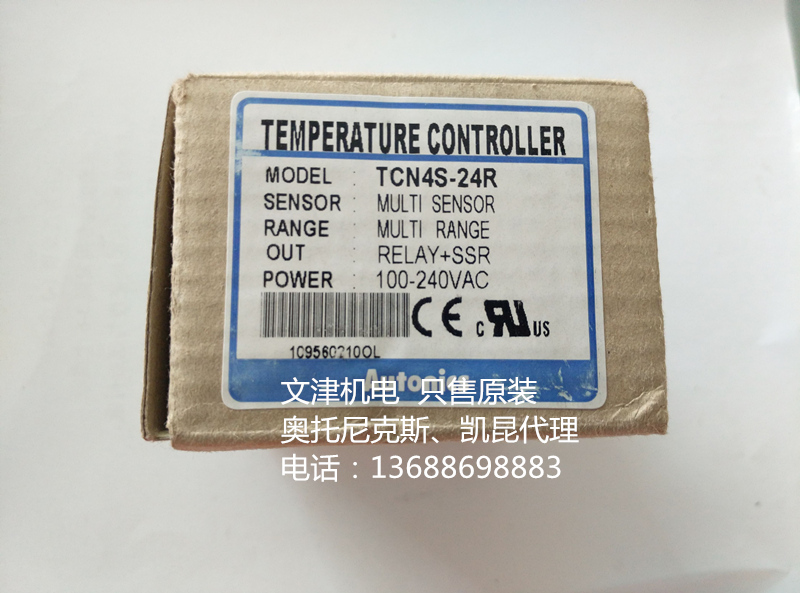 TEMPERATURE CONTROLLER
MODEL : TCN4S-24R
SENSOR : MULTI SENSOR
RANGE : MULTI RANGE
OUT : RELAY+SSR
POWER : 100-240VAC
CE c RU US
1C9560210OL
Autonics
文津机电 只售原装
奥托尼克斯、凯昆代理
电话：13688698883